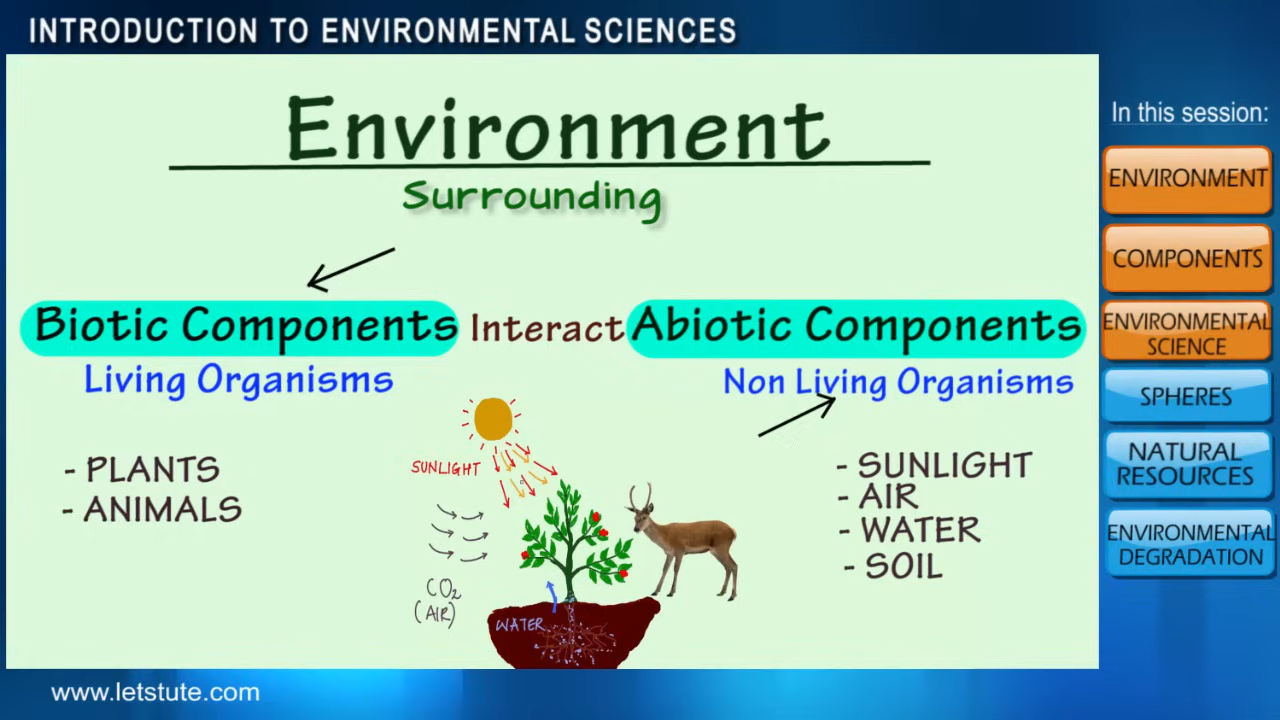 INTRODUCTION TO ENVIRONMENTAL SCIENCES
Environment
Surrounding
Biotic Components
Interact
Abiotic Components
Living Organisms
Non Living Organisms
- PLANTS
- ANIMALS
SUNLIGHT
CO₂
(AIR)
WATER
- SUNLIGHT
- AIR
- WATER
- SOIL
In this session:
ENVIRONMENT
COMPONENTS
ENVIRONMENTAL
SCIENCE
SPHERES
NATURAL
RESOURCES
ENVIRONMENTAL
DEGRADATION
www.letstute.com